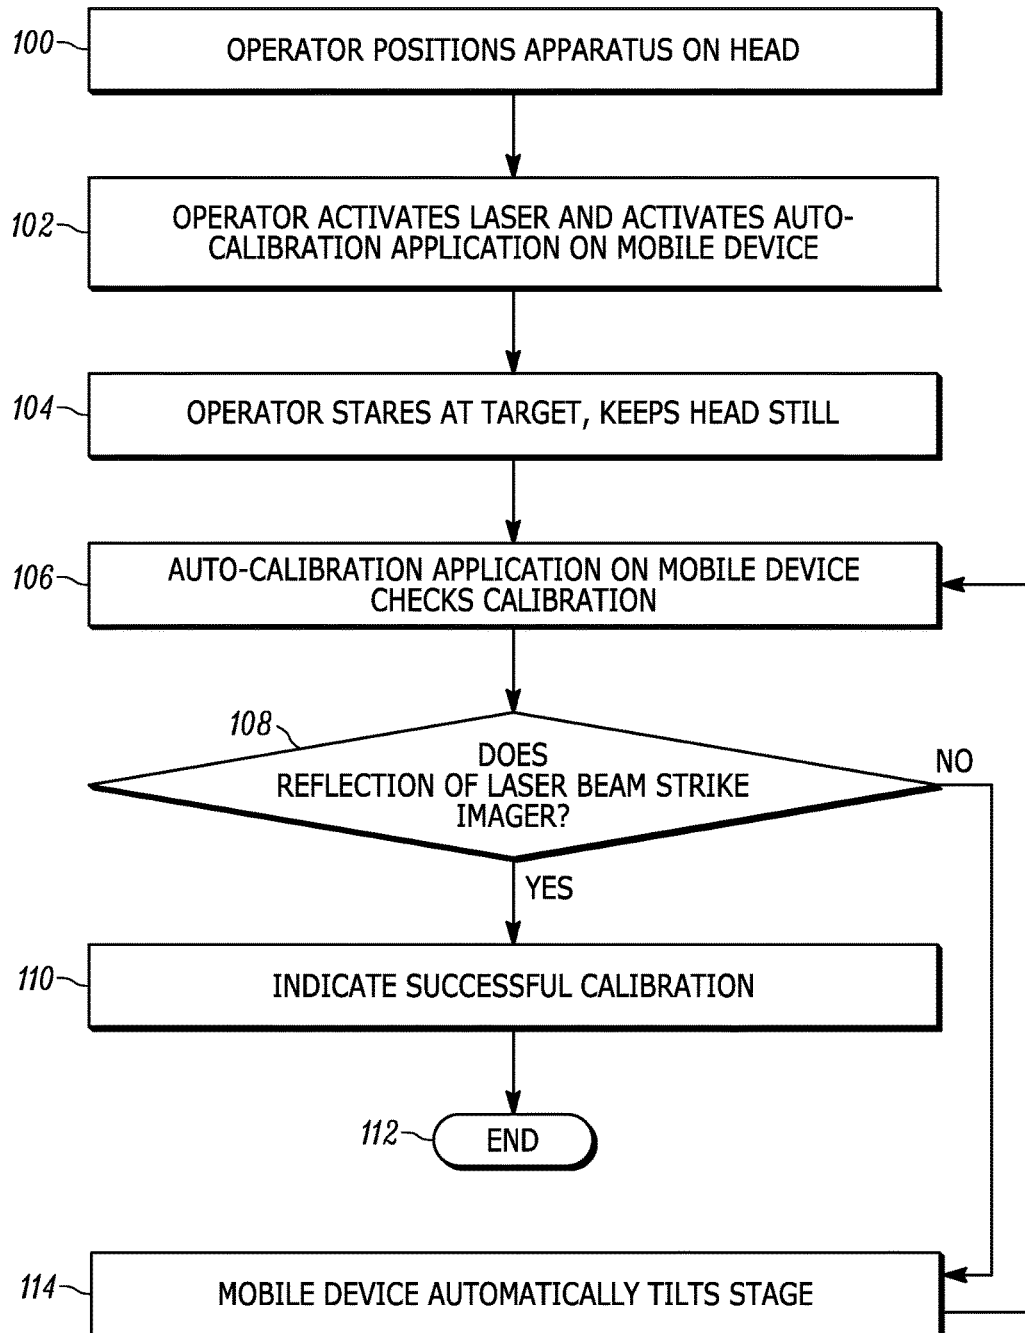 100
OPERATOR POSITIONS APPARATUS ON HEAD
102
OPERATOR ACTIVATES LASER AND ACTIVATES AUTO-
CALIBRATION APPLICATION ON MOBILE DEVICE
104
OPERATOR STARES AT TARGET, KEEPS HEAD STILL
106
AUTO-CALIBRATION APPLICATION ON MOBILE DEVICE
CHECKS CALIBRATION
108
DOES
REFLECTION OF LASER BEAM STRIKE
IMAGER?
NO
YES
110
INDICATE SUCCESSFUL CALIBRATION
112
END
114
MOBILE DEVICE AUTOMATICALLY TILTS STAGE